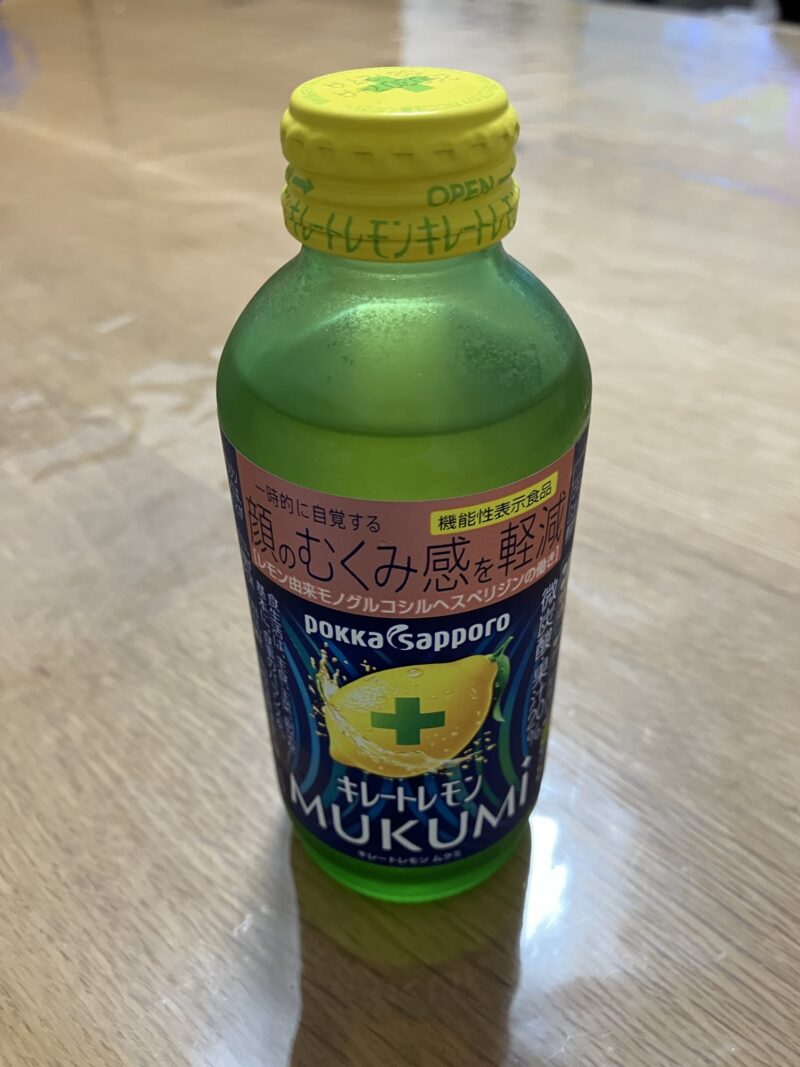 OPEN
キレートレモンキレートレモ
一時的に自覚する
機能性表示食品
顔のむくみ感を軽減
[レモン由来モノグルコシルヘスペリジンの働き]
pokka sapporo
微炭酸
キレートレモン
MUKUMI
キレートレモン ムクミ